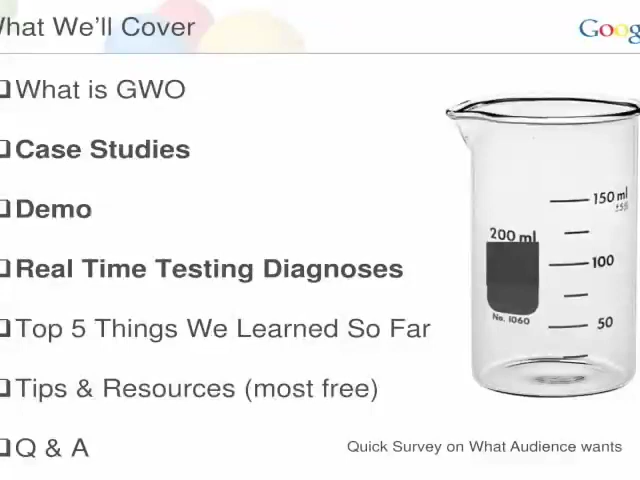 hat We'll Cover
Goog
What is GWO
Case Studies
Demo
Real Time Testing Diagnoses
Top 5 Things We Learned So Far
Tips & Resources (most free)
Q & A
150 ml
200 ml
100
No. 1060
50
Quick Survey on What Audience wants